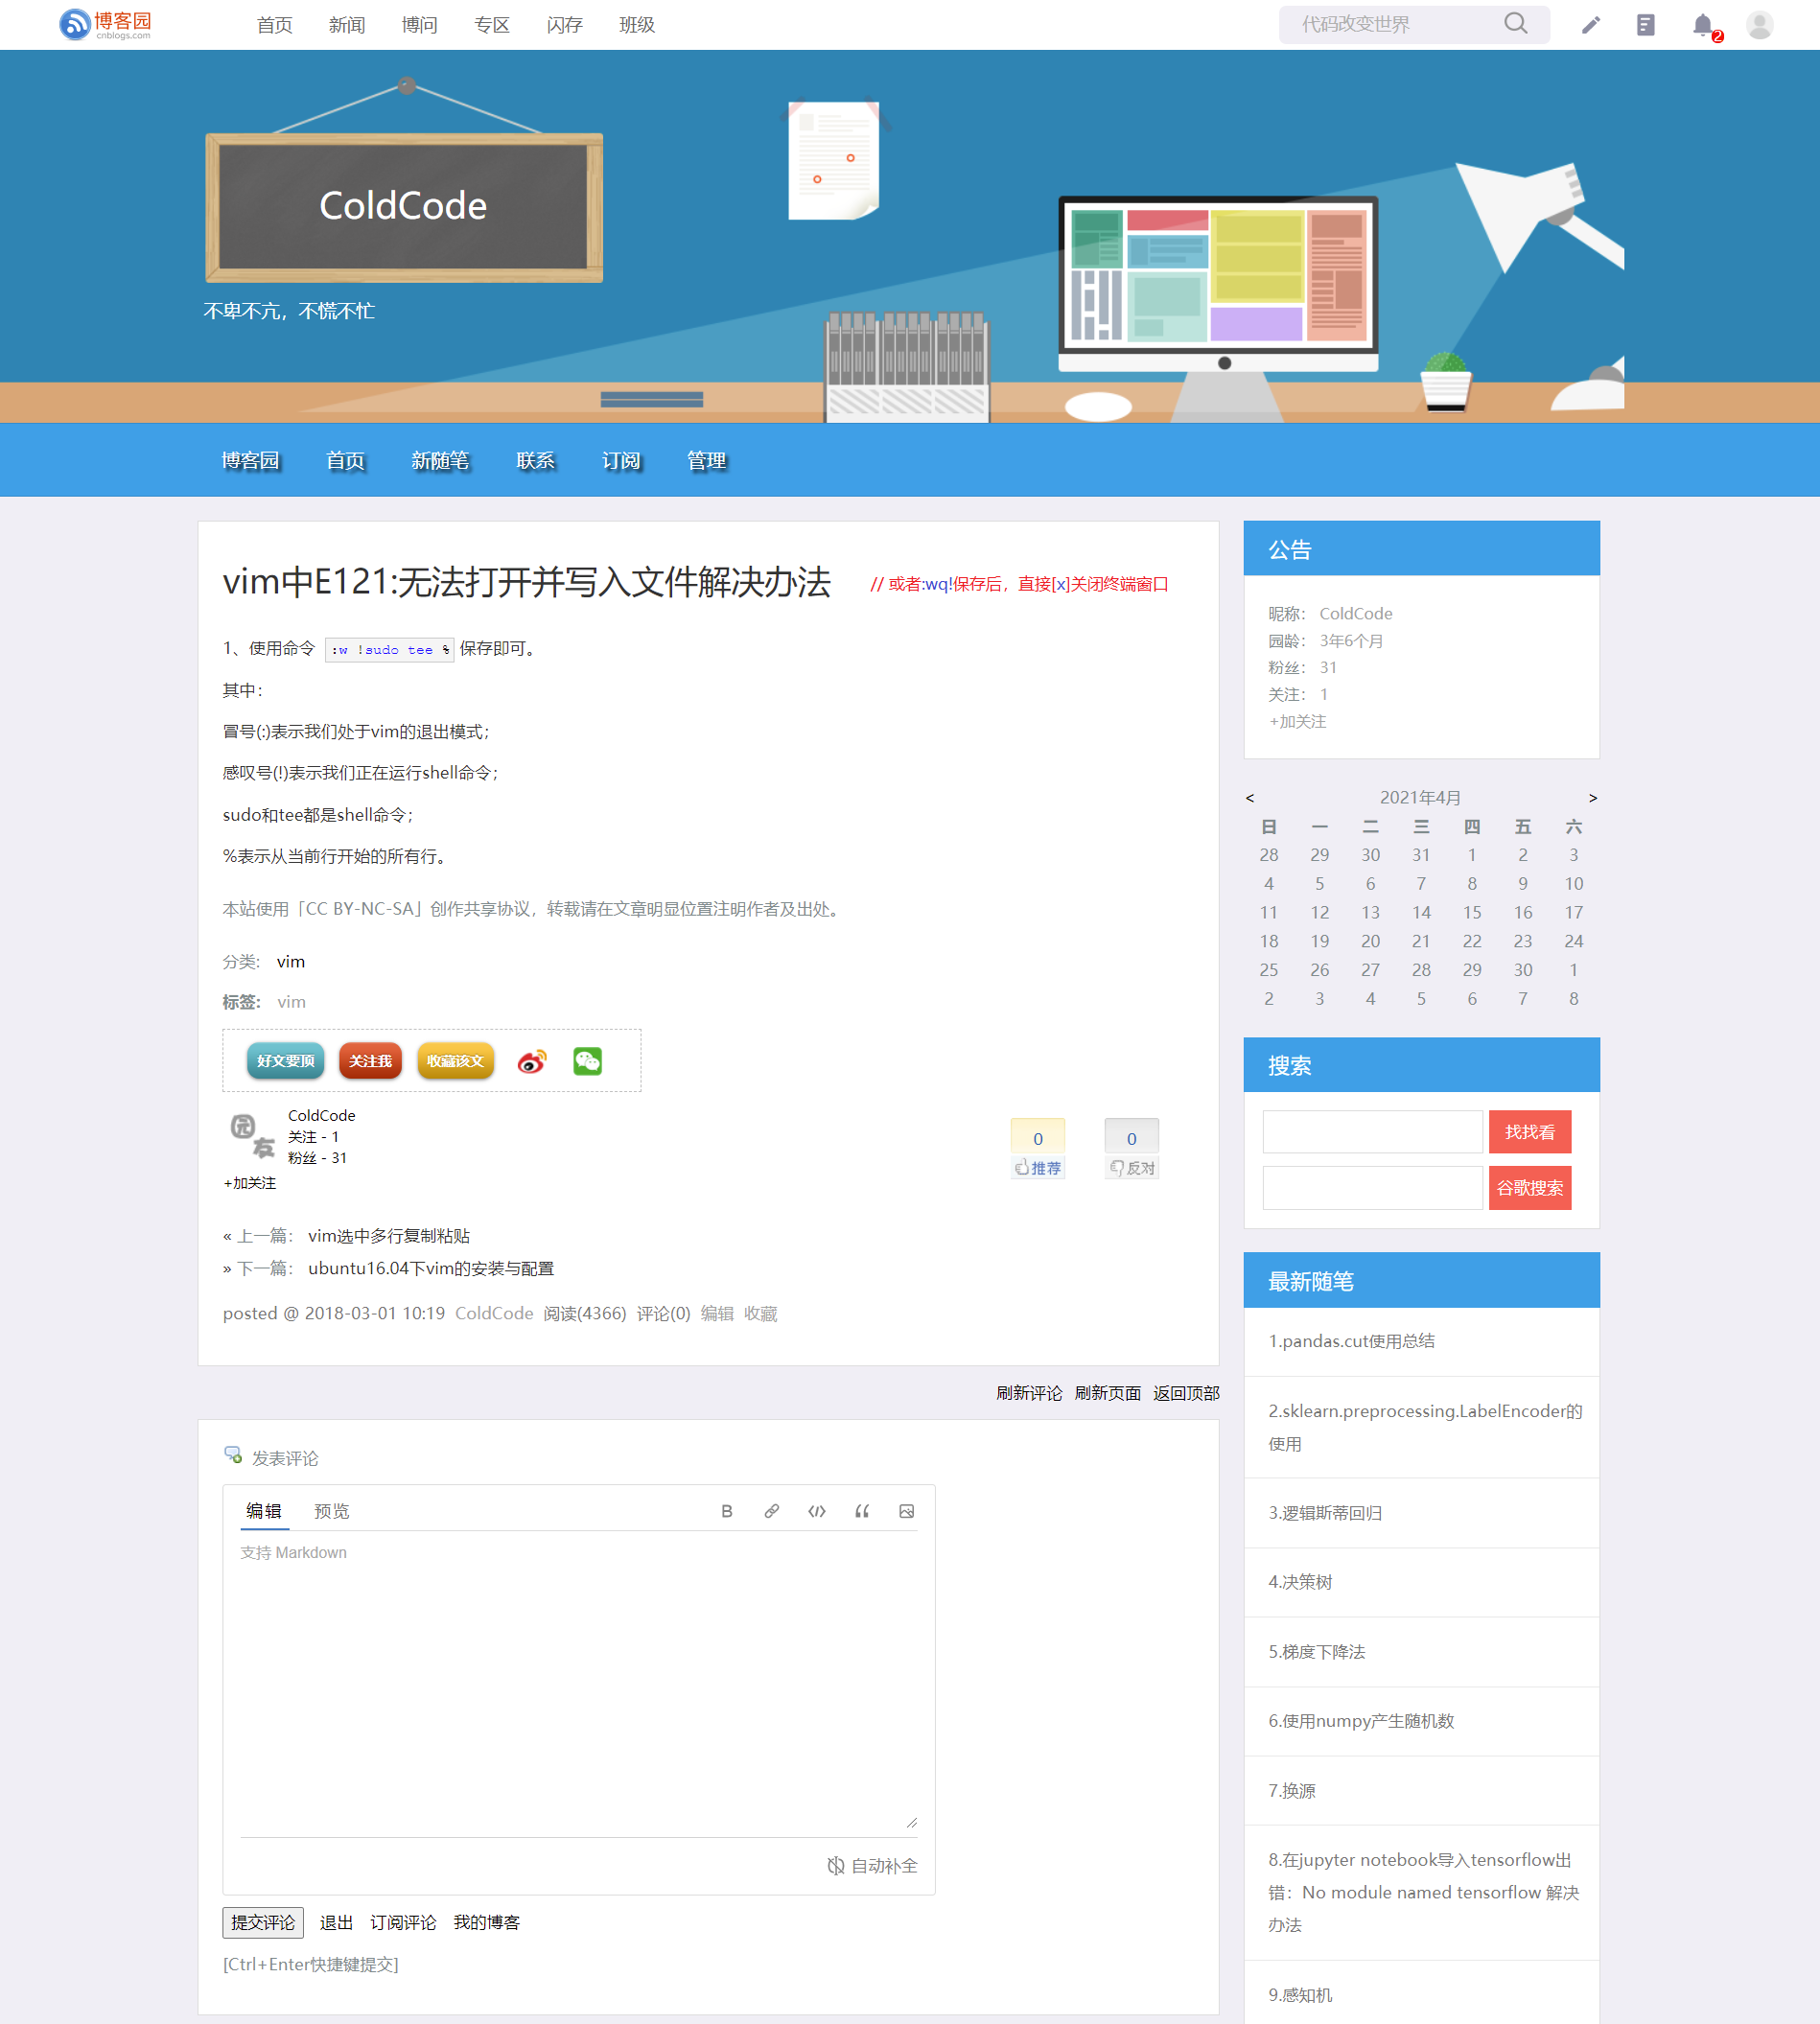 博客园
cnblogs.com
首页 新闻 博问 专区 闪存 班级
代码改变世界
2
ColdCode
不卑不亢，不慌不忙
博客园 首页 新随笔 联系 订阅 管理
vim中E121:无法打开并写入文件解决办法
// 或者:wq!保存后，直接[x]关闭终端窗口
1、使用命令 :w !sudo tee % 保存即可。
其中：
冒号(:)表示我们处于vim的退出模式；
感叹号(!)表示我们正在运行shell命令；
sudo和tee都是shell命令；
%表示从当前行开始的所有行。
本站使用「CC BY-NC-SA」创作共享协议，转载请在文章明显位置注明作者及出处。
分类: vim
标签: vim
好文要顶 关注我 收藏该文
园友
ColdCode
关注 - 1
粉丝 - 31
+加关注
0 0
推荐 反对
« 上一篇： vim选中多行复制粘贴
» 下一篇： ubuntu16.04下vim的安装与配置
posted @ 2018-03-01 10:19 ColdCode 阅读(4366) 评论(0) 编辑 收藏
刷新评论 刷新页面 返回顶部
发表评论
编辑 预览 B
支持 Markdown
自动补全
提交评论 退出 订阅评论 我的博客
[Ctrl+Enter快捷键提交]
公告
昵称： ColdCode
园龄： 3年6个月
粉丝： 31
关注： 1
+加关注
< 2021年4月 >
日 一 二 三 四 五 六
28 29 30 31 1 2 3
4 5 6 7 8 9 10
11 12 13 14 15 16 17
18 19 20 21 22 23 24
25 26 27 28 29 30 1
2 3 4 5 6 7 8
搜索
找找看
谷歌搜索
最新随笔
1.pandas.cut使用总结
2.sklearn.preprocessing.LabelEncoder的
使用
3.逻辑斯蒂回归
4.决策树
5.梯度下降法
6.使用numpy产生随机数
7.换源
8.在jupyter notebook导入tensorflow出
错：No module named tensorflow 解决
办法
9.感知机